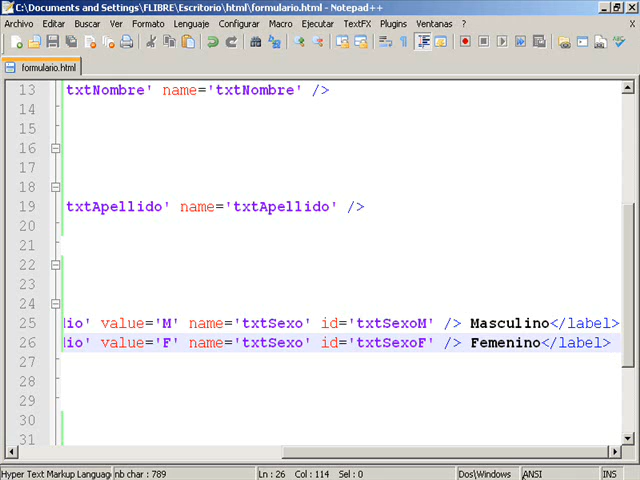 C:\Documents and Settings\FLIBRE\Escritorio\html\formulario.html - Notepad++
Archivo Editar Buscar Ver Formato Lenguaje Configurar Macro Ejecutar TextFX Plugins Ventanas ? X
formulario.html
13 txtNombre' name='txtNombre' />
14
15
16
17
18
19 txtApellido' name='txtApellido' />
20
21
22
23
24
25 dio' value='M' name='txtSexo' id='txtSexoM' /> Masculino</label>
26 dio' value='F' name='txtSexo' id='txtSexoF' /> Femenino</label>
27
28
29
30
31
Hyper Text Markup Languag nb char : 789 Ln : 26 Col : 114 Sel : 0 Dos\Windows ANSI INS